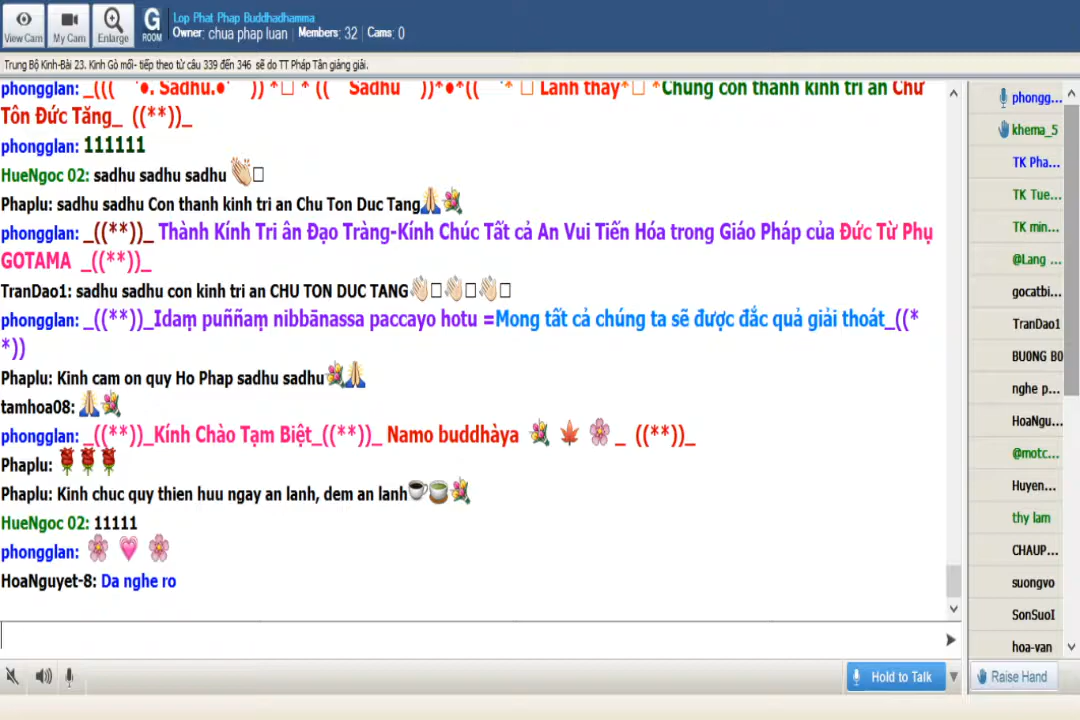 View Cam
My Cam
Enlarge
G
ROOM
Lop Phat Phap Buddhadhamma
Owner: chua phap luan | Members: 32 | Cams: 0
Trung Bộ Kinh-Bài 23. Kinh Gò mối- tiếp theo từ câu 339 đến 346 sẽ do TT Pháp Tân giảng giải.
phongglan: _((( '●. Sadhu.●' )) *□ * (( Sadhu ))*●*(( '* □ Lành thay*□ *Chúng con thành kính tri ân Chư
Tôn Đức Tăng_ ((**))_
phongglan: 111111
HueNgoc 02: sadhu sadhu sadhu 👏🏻□
Phaplu: sadhu sadhu Con thanh kinh tri an Chu Ton Duc Tang🙏💐
phongglan: _((**))_ Thành Kính Tri ân Đạo Tràng-Kính Chúc Tất cả An Vui Tiến Hóa trong Giáo Pháp của Đức Từ Phụ
GOTAMA _((**))_
TranDao1: sadhu sadhu con kinh tri an CHU TON DUC TANG👏🏻□👏🏻□👏🏻□
phongglan: _((**))_Idaṃ puññaṃ nibbānassa paccayo hotu =Mong tất cả chúng ta sẽ được đắc quả giải thoát_((*
*))
Phaplu: Kinh cam on quy Ho Phap sadhu sadhu💐🙏
tamhoa08: 🙏💐
phongglan: _((**))_Kính Chào Tạm Biệt_((**))_ Namo buddhàya 💐 🍁 🌸 _ ((**))_
Phaplu: 🌹🌹🌹
Phaplu: Kinh chuc quy thien huu ngay an lanh, dem an lanh☕🍵💐
HueNgoc 02: 11111
phongglan: 🌸 💗 🌸
HoaNguyet-8: Da nghe ro
phongg...
khema_5
TK Pha...
TK Tue...
TK min...
@Lang ...
gocatbi...
TranDao1
BUONG BO
nghe p...
HoaNgu...
@motc...
Huyen...
thy lam
CHAUP...
suongvo
SonSuoI
hoa-van
Hold to Talk
Raise Hand